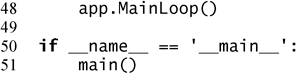 48 app.MainLoop()
49
50 if __name__ == '__main__':
51 main()